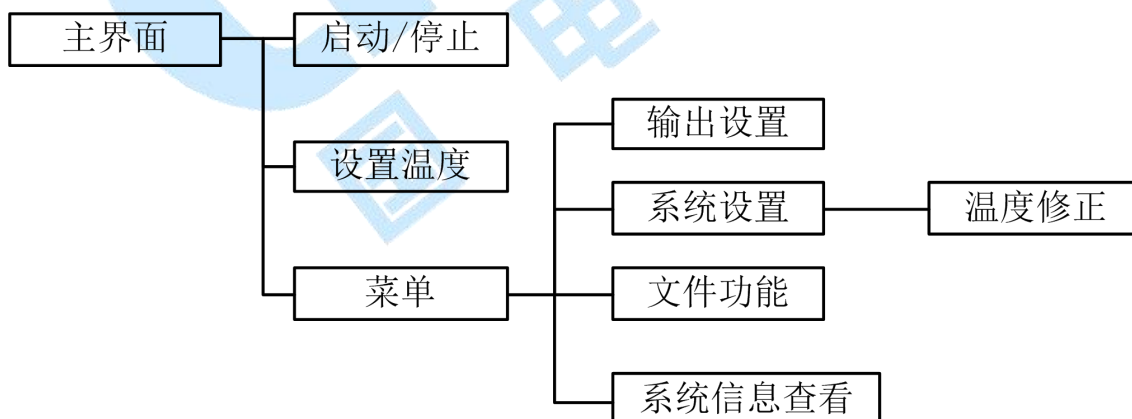 主界面
启动/停止
设置温度
菜单
输出设置
系统设置
温度修正
文件功能
系统信息查看